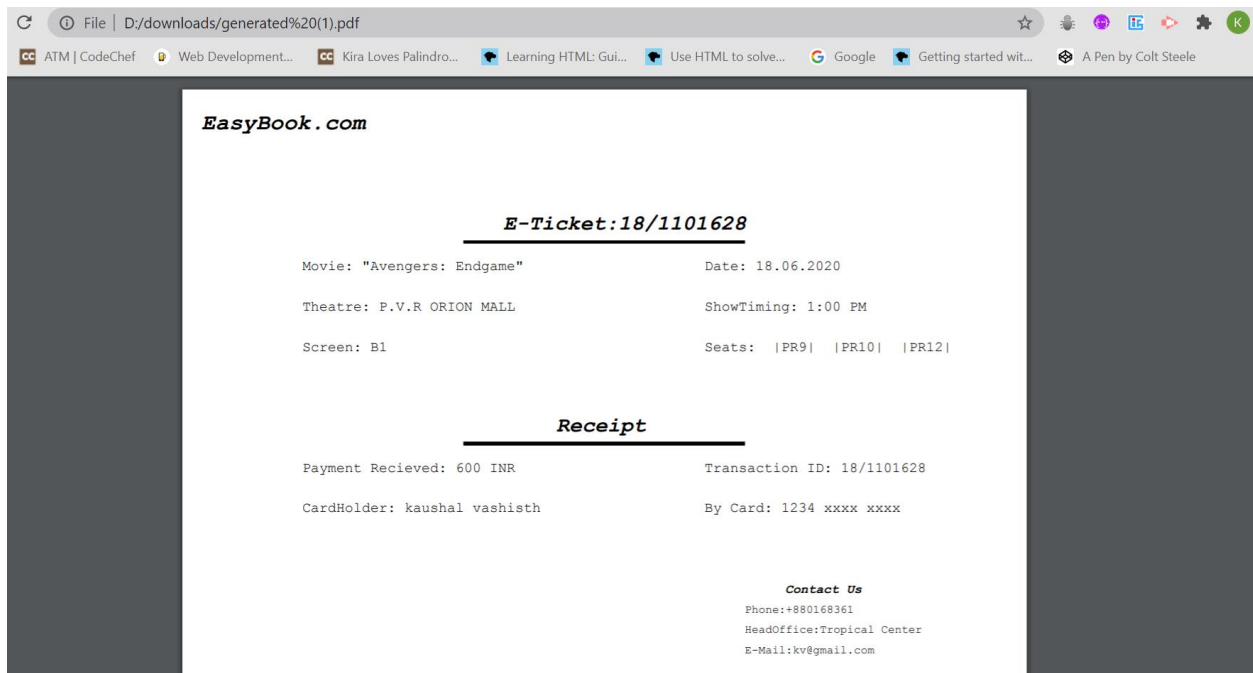 File | D:/downloads/generated%20(1).pdf
K
CC ATM | CodeChef Web Development... CC Kira Loves Palindro... Learning HTML: Gui... Use HTML to solve... G Google Getting started wit... A Pen by Colt Steele
EasyBook.com
E-Ticket:18/1101628
Movie: "Avengers: Endgame" Date: 18.06.2020
Theatre: P.V.R ORION MALL ShowTiming: 1:00 PM
Screen: B1 Seats: |PR9| |PR10| |PR12|
Receipt
Payment Recieved: 600 INR Transaction ID: 18/1101628
CardHolder: kaushal vashisth By Card: 1234 xxxx xxxx
Contact Us
Phone:+880168361
HeadOffice:Tropical Center
E-Mail:kv@gmail.com